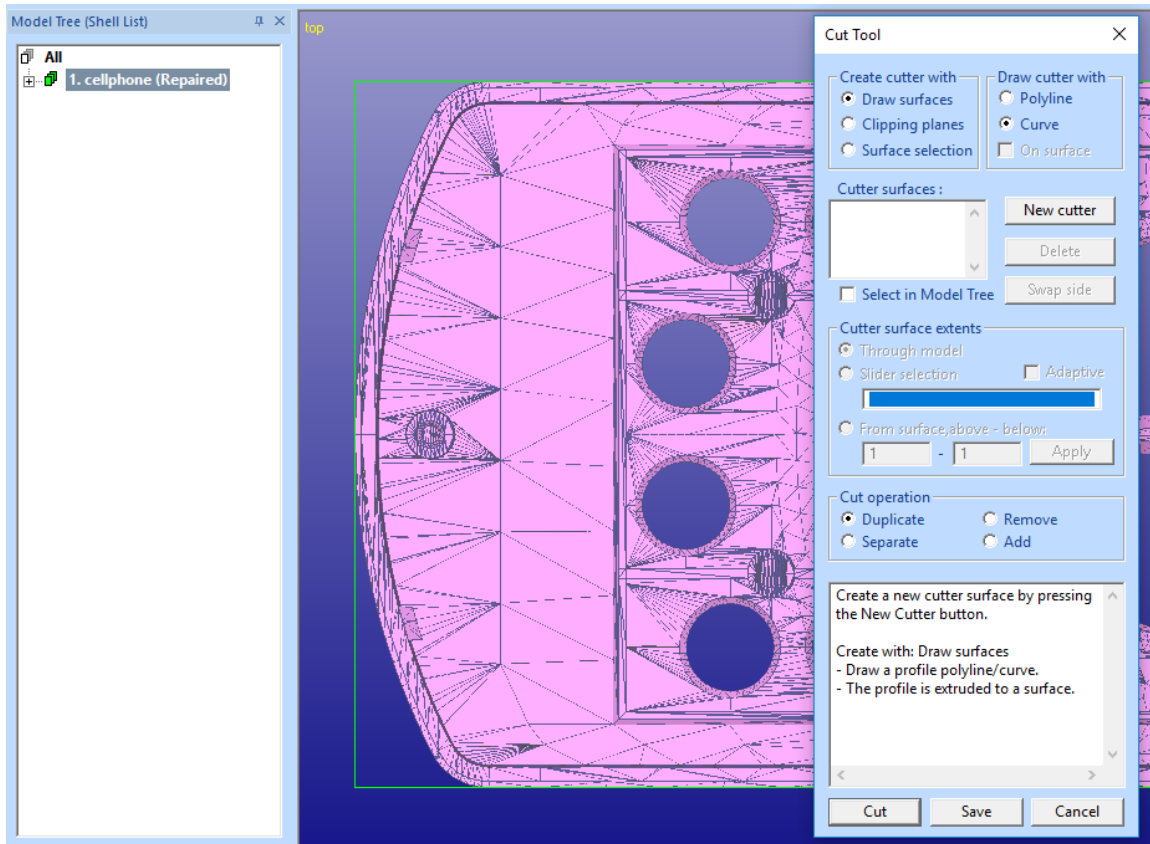 Model Tree (Shell List)
All
1. cellphone (Repaired)
top
Cut Tool
Create cutter with
Draw surfaces
Clipping planes
Surface selection
Draw cutter with
Polyline
Curve
On surface
Cutter surfaces :
New cutter
Delete
Swap side
Select in Model Tree
Cutter surface extents
Through model
Slider selection
Adaptive
From surface,above - below:
1 - 1
Apply
Cut operation
Duplicate
Remove
Separate
Add
Create a new cutter surface by pressing
the New Cutter button.
Create with: Draw surfaces
- Draw a profile polyline/curve.
- The profile is extruded to a surface.
Cut
Save
Cancel